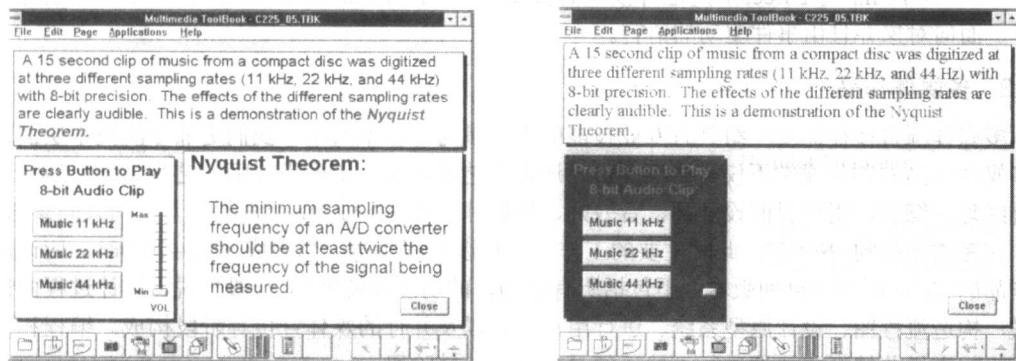 Multimedia ToolBook - C225_05.TBK
File Edit Page Applications Help
A 15 second clip of music from a compact disc was digitized
at three different sampling rates (11 kHz, 22 kHz, and 44 kHz)
with 8-bit precision. The effects of the different sampling rates
are clearly audible. This is a demonstration of the Nyquist
Theorem.
Press Button to Play
8-bit Audio Clip
Music 11 kHz
Music 22 kHz
Music 44 kHz
Max
Min
VOL
Nyquist Theorem:
The minimum sampling
frequency of an A/D converter
should be at least twice the
frequency of the signal being
measured.
Close
Multimedia ToolBook - C225_05.TBK
File Edit Page Applications Help
A 15 second clip of music from a compact disc was digitized at
three different sampling rates (11 kHz, 22 kHz, and 44 Hz) with
8-bit precision. The effects of the different sampling rates are
clearly audible. This is a demonstration of the Nyquist
Theorem.
Press Button to Play
8-bit Audio Clip
Music 11 kHz
Music 22 kHz
Music 44 kHz
Close